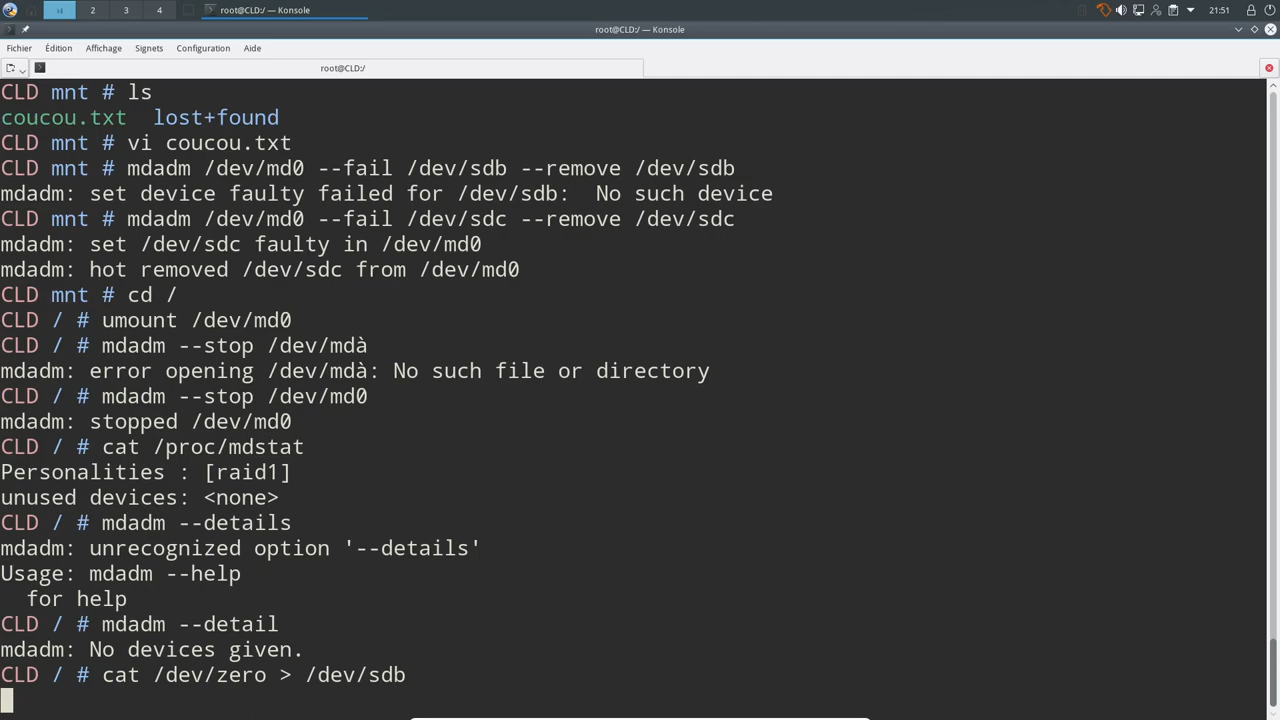 2 3 4 root@CLD:/ — Konsole 21:51
root@CLD:/ — Konsole
Fichier Édition Affichage Signets Configuration Aide
root@CLD:/
CLD mnt # ls
coucou.txt  lost+found
CLD mnt # vi coucou.txt
CLD mnt # mdadm /dev/md0 --fail /dev/sdb --remove /dev/sdb
mdadm: set device faulty failed for /dev/sdb:  No such device
CLD mnt # mdadm /dev/md0 --fail /dev/sdc --remove /dev/sdc
mdadm: set /dev/sdc faulty in /dev/md0
mdadm: hot removed /dev/sdc from /dev/md0
CLD mnt # cd /
CLD / # umount /dev/md0
CLD / # mdadm --stop /dev/mdà
mdadm: error opening /dev/mdà: No such file or directory
CLD / # mdadm --stop /dev/md0
mdadm: stopped /dev/md0
CLD / # cat /proc/mdstat
Personalities : [raid1]
unused devices: <none>
CLD / # mdadm --details
mdadm: unrecognized option '--details'
Usage: mdadm --help
  for help
CLD / # mdadm --detail
mdadm: No devices given.
CLD / # cat /dev/zero > /dev/sdb